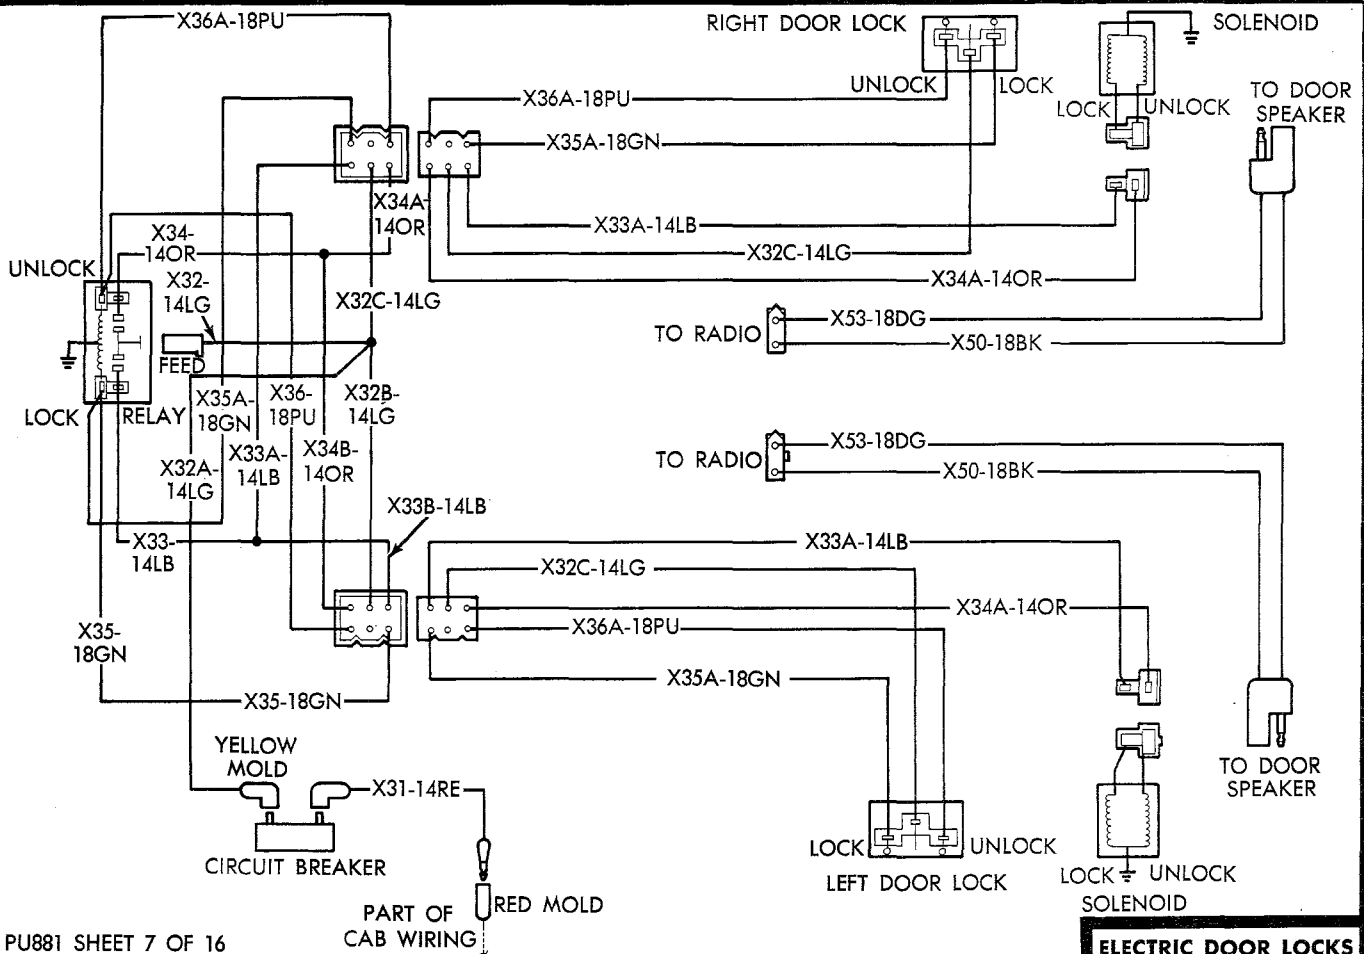 X36A-18PU
RIGHT DOOR LOCK
SOLENOID
UNLOCK
LOCK
X36A-18PU
LOCK
UNLOCK
TO DOOR
SPEAKER
X35A-18GN
X34A-
14OR
X33A-14LB
X34-
14OR
X32C-14LG
UNLOCK
X32-
14LG
X34A-14OR
X32C-14LG
X53-18DG
TO RADIO
X50-18BK
FEED
X35A-
18GN
X36-
18PU
X32B-
14LG
LOCK
RELAY
X53-18DG
X33A-
14LB
X34B-
14OR
TO RADIO
X32A-
14LG
X50-18BK
X33B-14LB
X33-
14LB
X33A-14LB
X32C-14LG
X34A-14OR
X36A-18PU
X35-
18GN
X35A-18GN
X35-18GN
YELLOW
MOLD
TO DOOR
SPEAKER
X31-14RE
CIRCUIT BREAKER
LOCK
UNLOCK
LEFT DOOR LOCK
LOCK
UNLOCK
SOLENOID
RED MOLD
PART OF
CAB WIRING
PU881 SHEET 7 OF 16
ELECTRIC DOOR LOCKS